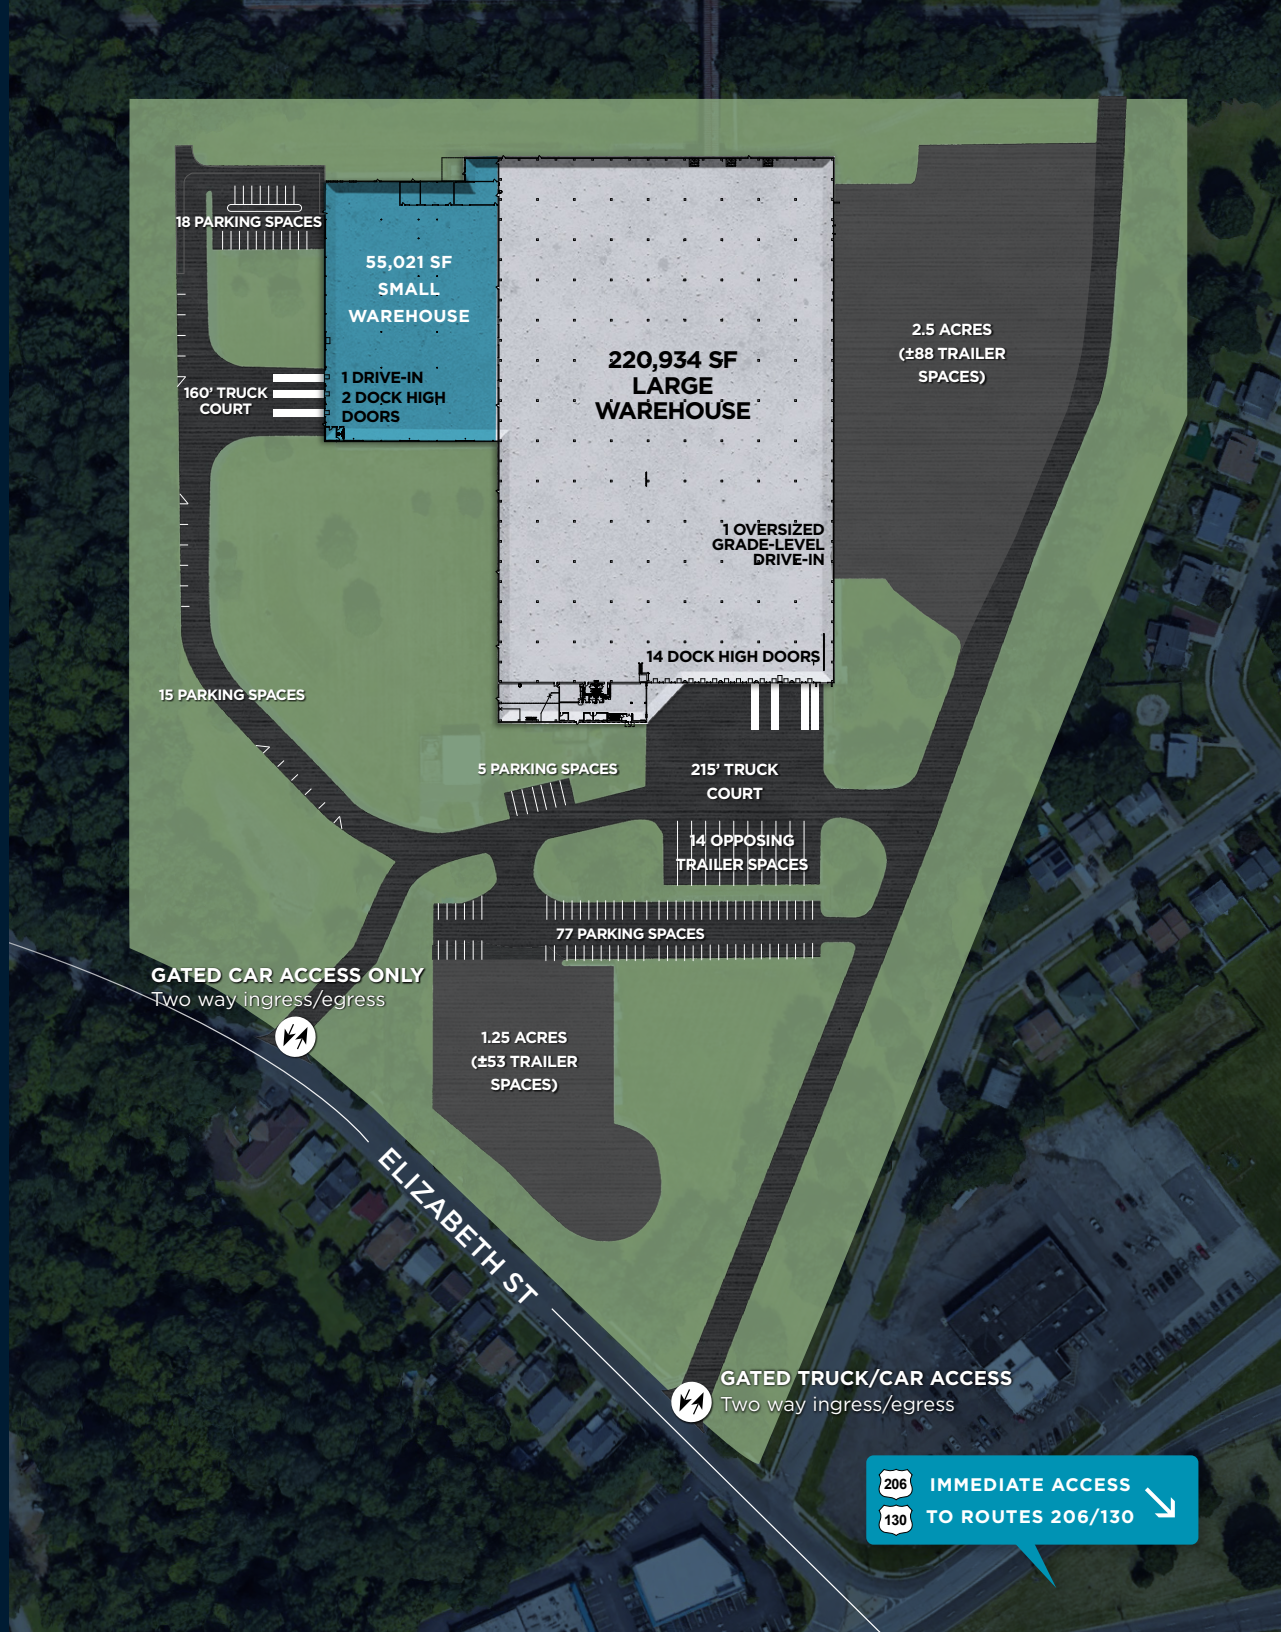 18 PARKING SPACES
55,021 SF
SMALL
WAREHOUSE
1 DRIVE-IN
2 DOCK HIGH
DOORS
160’ TRUCK
COURT
220,934 SF
LARGE
WAREHOUSE
2.5 ACRES
(±88 TRAILER
SPACES)
1 OVERSIZED
GRADE-LEVEL
DRIVE-IN
14 DOCK HIGH DOORS
15 PARKING SPACES
5 PARKING SPACES
215’ TRUCK
COURT
14 OPPOSING
TRAILER SPACES
77 PARKING SPACES
GATED CAR ACCESS ONLY
Two way ingress/egress
1.25 ACRES
(±53 TRAILER
SPACES)
ELIZABETH ST
GATED TRUCK/CAR ACCESS
Two way ingress/egress
206
130
IMMEDIATE ACCESS
TO ROUTES 206/130